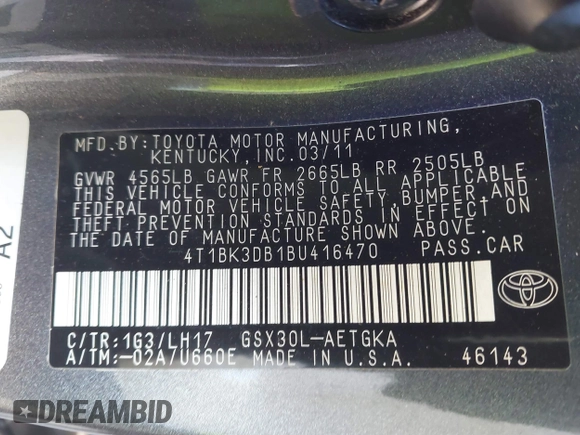 MFD.BY:TOYOTA MOTOR MANUFACTURING,
KENTUCKY,INC.03/11
GVWR 4565LB GAWR FR 2665LB RR 2505LB
THIS VEHICLE CONFORMS TO ALL APPLICABLE
FEDERAL MOTOR VEHICLE SAFETY,BUMPER,AND
THEFT PREVENTION STANDARDS IN EFFECT ON
THE DATE OF MANUFACTURE SHOWN ABOVE.
4T1BK3DB1BU416470 PASS.CAR
C/TR:1G3/LH17 GSX30L-AETGKA
A/TM:-02A/U660E MADE IN U.S.A. 46143
TOYOTA
A2
DREAMBID